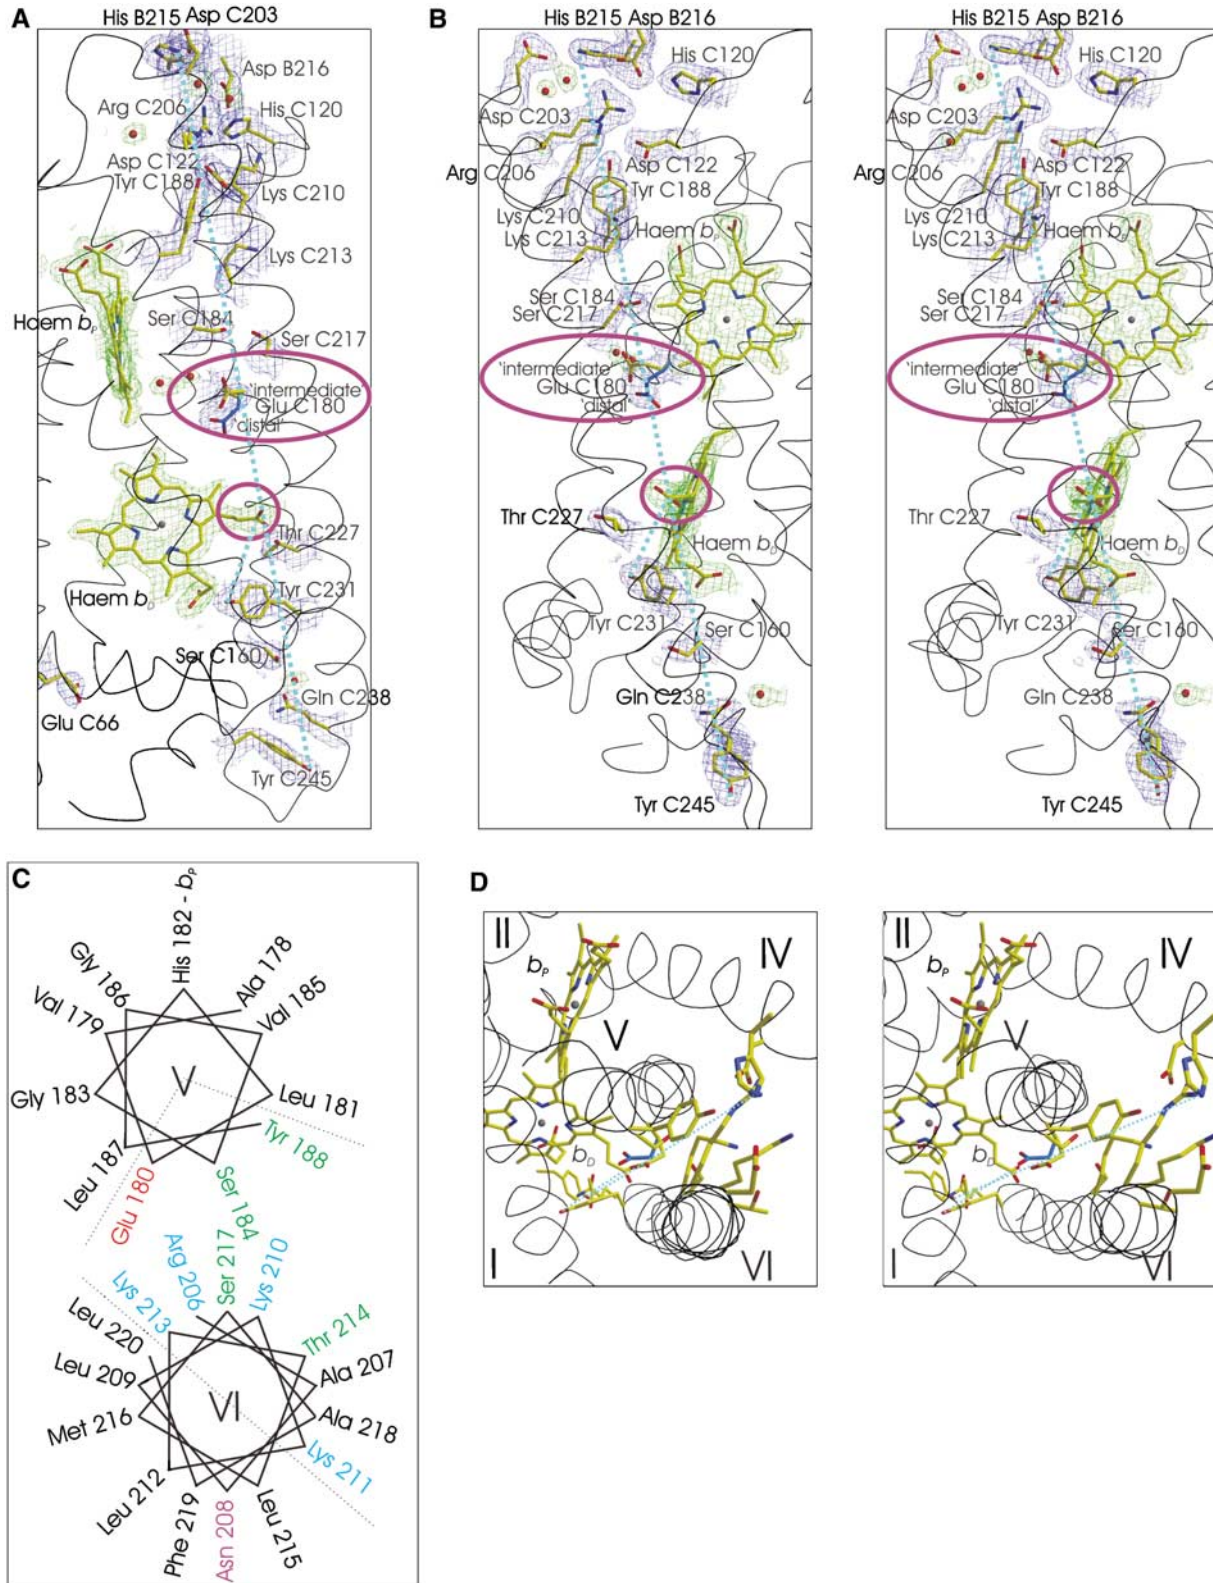 A
His B215 Asp C203
Asp B216
Arg C206
His C120
Asp C122
Tyr C188
Lys C210
Lys C213
Haem bP
Ser C184
Ser C217
'intermediate'
Glu C180
'distal'
Thr C227
Haem bD
Tyr C231
Ser C160
Glu C66
Gln C238
Tyr C245
B
His B215 Asp B216
His C120
Asp C203
Asp C122
Arg C206
Tyr C188
Lys C210
Lys C213
Haem bP
Ser C184
Ser C217
'intermediate'
Glu C180
'distal'
Thr C227
Haem bD
Tyr C231
Ser C160
Gln C238
Tyr C245
His B215 Asp B216
His C120
Asp C203
Asp C122
Arg C206
Tyr C188
Lys C210
Lys C213
Haem bP
Ser C184
Ser C217
'intermediate'
Glu C180
'distal'
Thr C227
Haem bD
Tyr C231
Ser C160
Gln C238
Tyr C245
C
His 182 - bP
Gly 186
Ala 178
Val 179
Val 185
V
Gly 183
Leu 181
Tyr 188
Leu 187
Glu 180
Ser 184
Arg 206
Ser 217
Lys 210
Lys 213
Leu 220
Thr 214
Leu 209
Ala 207
VI
Met 216
Ala 218
Lys 211
Leu 212
Phe 219
Asn 208
Leu 215
D
II
IV
bP
V
bD
I
VI
II
IV
bP
V
bD
I
VI